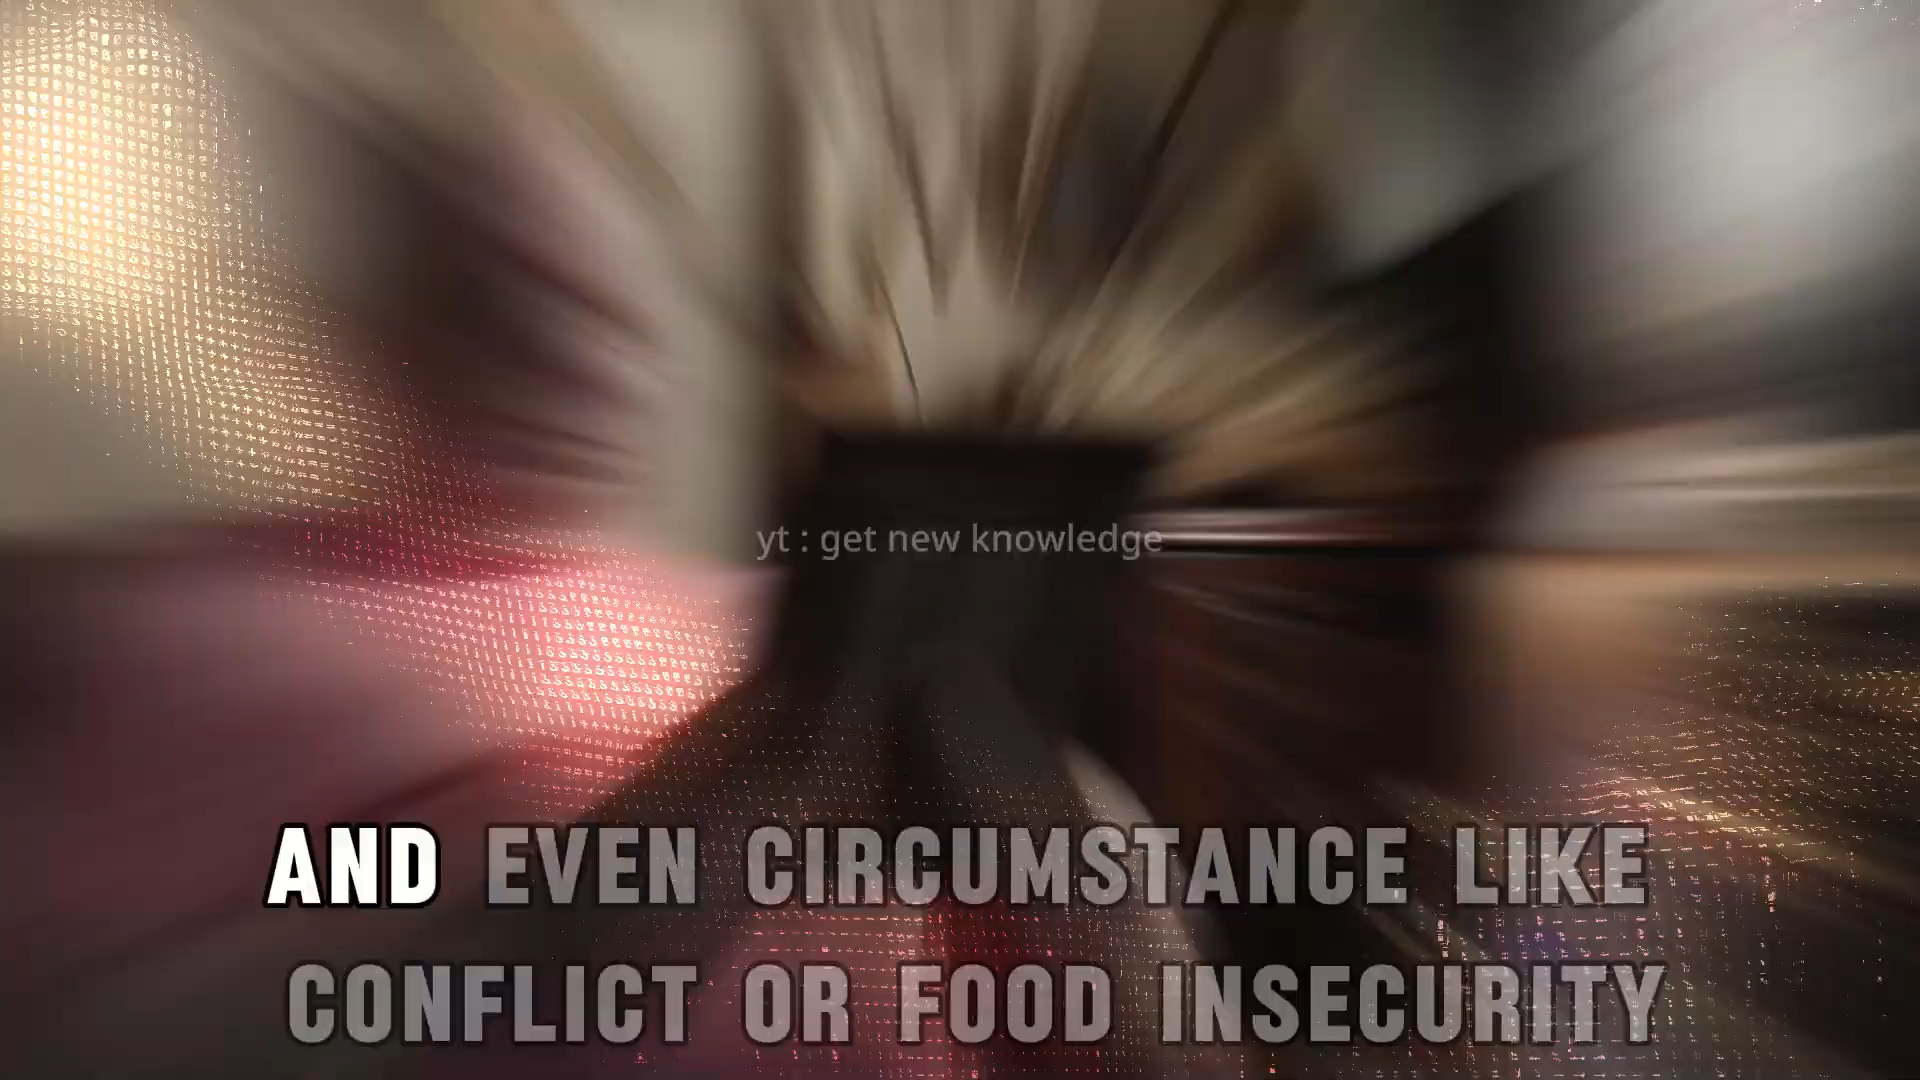 yt : get new knowledge
AND EVEN CIRCUMSTANCE LIKE
CONFLICT OR FOOD INSECURITY